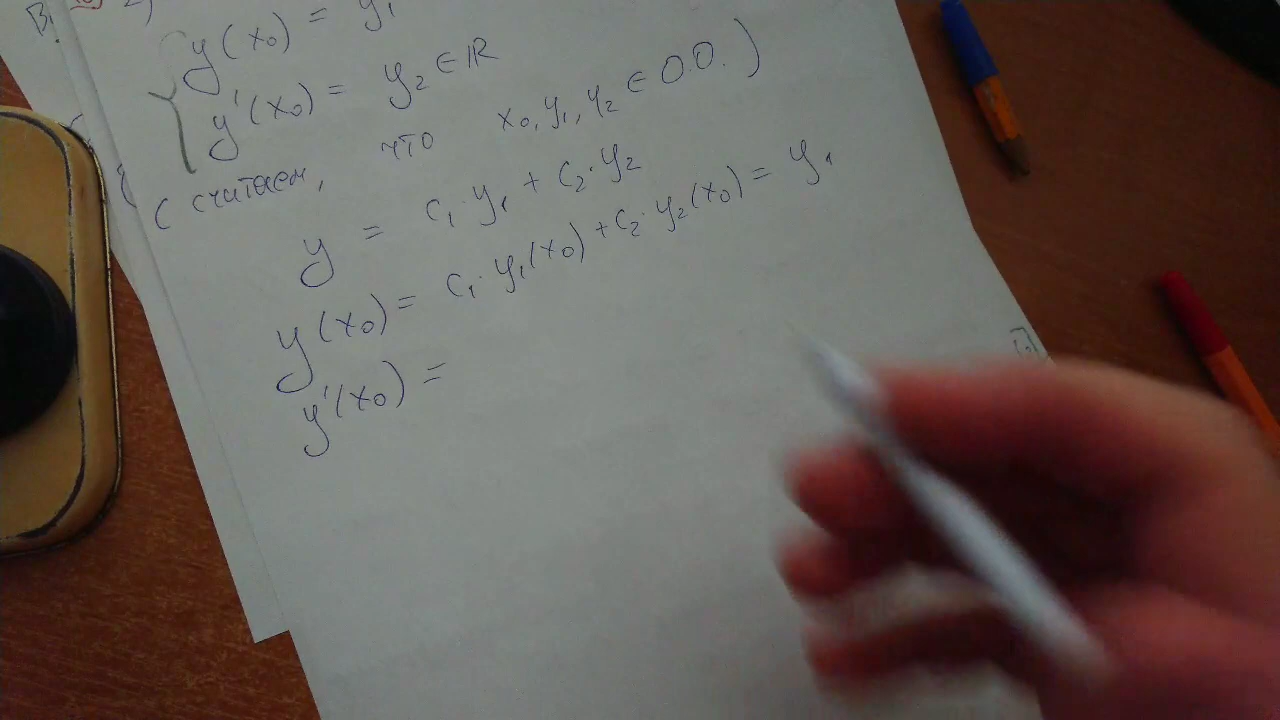 y(x₀) = y₁
y'(x₀) = y₂ ∈ ℝ
( считаем, что x₀, y₁, y₂ ∈ О.О. )
y = c₁ · y₁ + c₂ · y₂
y(x₀) = c₁ · y₁(x₀) + c₂ · y₂(x₀) = y₁
y'(x₀) =